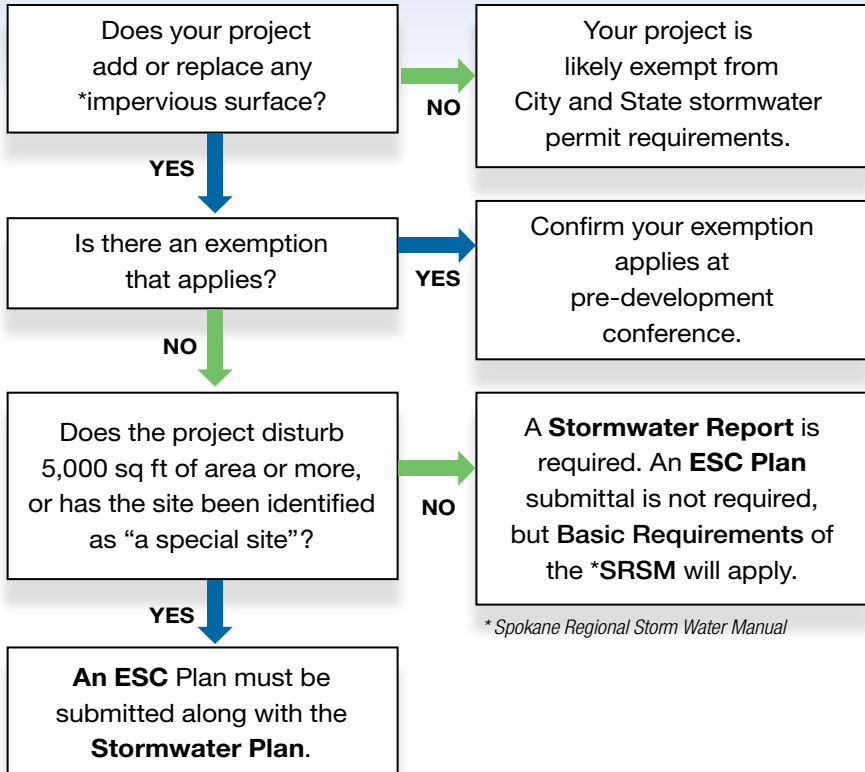 Does your project
add or replace any
*impervious surface?
NO
Your project is
likely exempt from
City and State stormwater
permit requirements.
YES
Is there an exemption
that applies?
YES
Confirm your exemption
applies at
pre-development
conference.
NO
Does the project disturb
5,000 sq ft of area or more,
or has the site been identified
as “a special site”?
NO
A Stormwater Report is
required. An ESC Plan
submittal is not required,
but Basic Requirements of
the *SRSM will apply.
* Spokane Regional Storm Water Manual
YES
An ESC Plan must be
submitted along with the
Stormwater Plan.